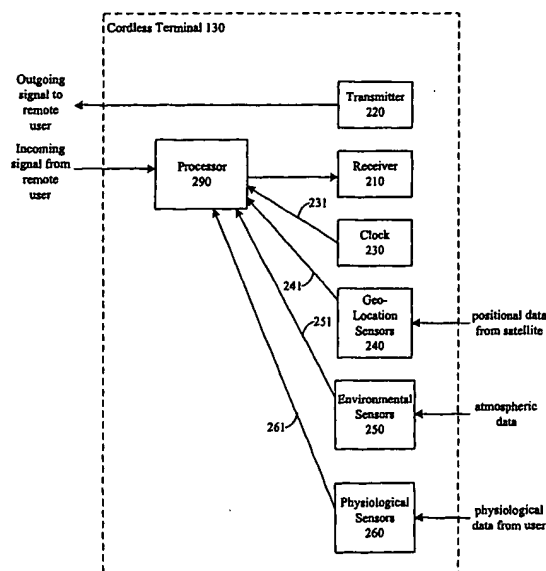 Cordless Terminal 130
Outgoing
signal to
remote
user
Transmitter
220
Incoming
signal from
remote
user
Processor
290
Receiver
210
231
Clock
230
241
Geo-
Location
Sensors
240
positional data
from satellite
251
Environmental
Sensors
250
atmospheric
data
261
Physiological
Sensors
260
physiological
data from user